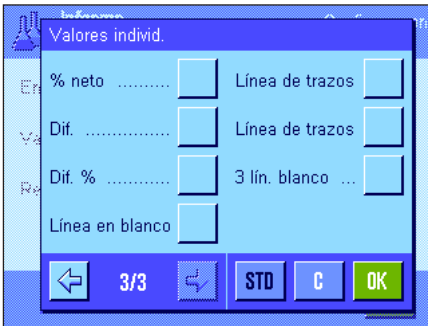 Informe
Valores individ.
% neto ..........
Línea de trazos
Dif. ...............
Línea de trazos
Dif. % ...........
3 lín. blanco ...
Línea en blanco
3/3
STD
C
OK